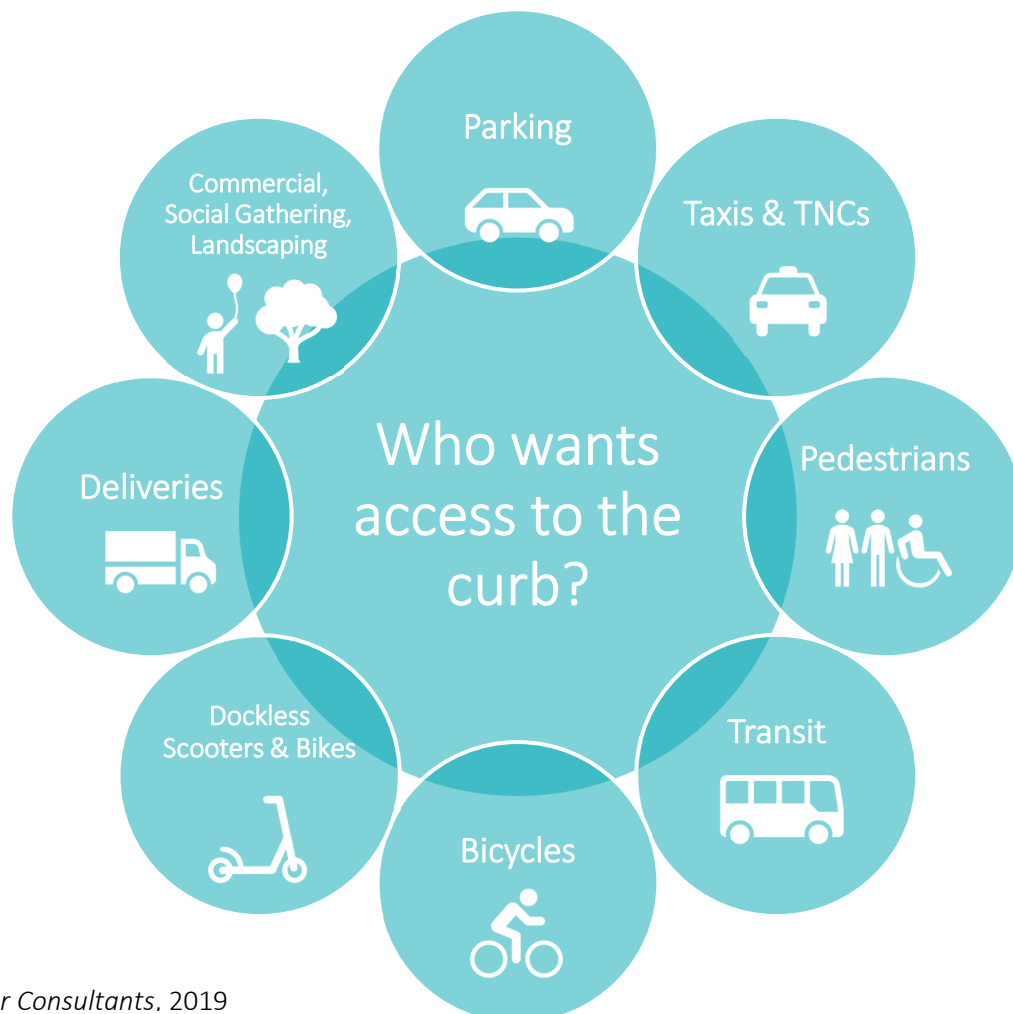 Parking
Taxis & TNCs
Pedestrians
Transit
Bicycles
Dockless
Scooters & Bikes
Deliveries
Commercial,
Social Gathering,
Landscaping
Who wants
access to the
curb?
Consultants, 2019